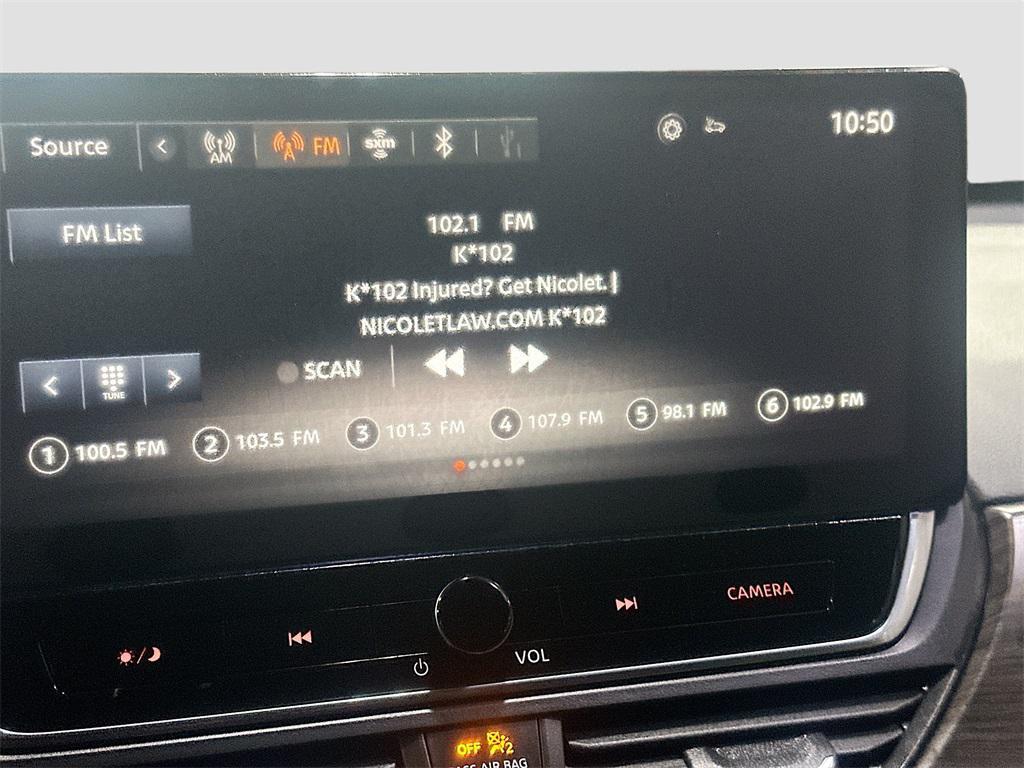 Source < AM FM sxm 10:50
FM List
102.1 FM
K*102
K*102 Injured? Get Nicolet. |
NICOLETLAW.COM K*102
< TUNE > SCAN
1 100.5 FM 2 103.5 FM 3 101.3 FM 4 107.9 FM 5 98.1 FM 6 102.9 FM
CAMERA
VOL
OFF 2
PASS AIR BAG